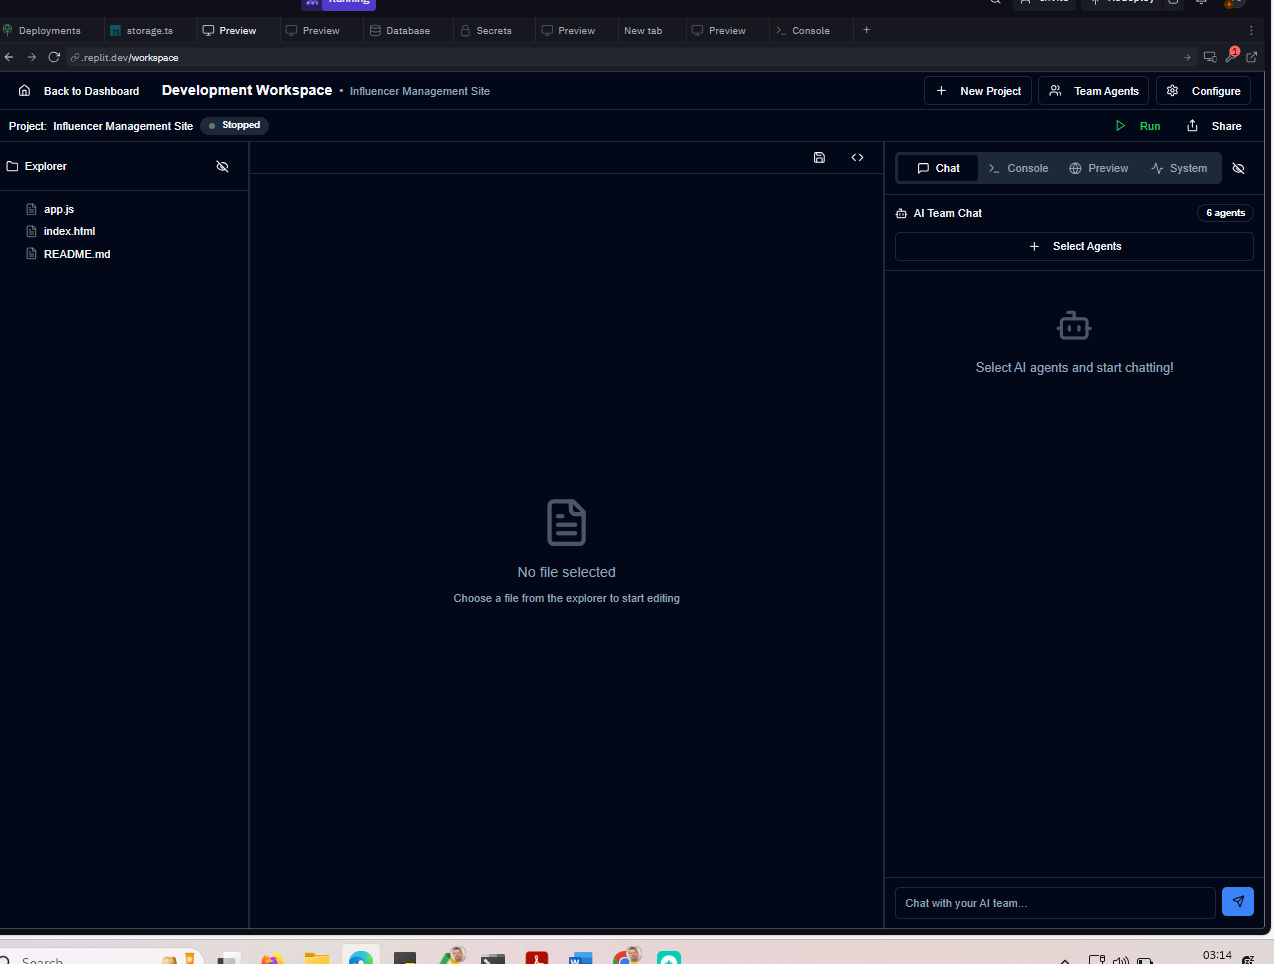 Running
Invite Redeploy
Deployments storage.ts Preview Preview Database Secrets Preview New tab Preview Console
.replit.dev/workspace 1
Back to Dashboard Development Workspace • Influencer Management Site New Project Team Agents Configure
Project: Influencer Management Site Stopped Run Share
Explorer
app.js
index.html
README.md
No file selected
Choose a file from the explorer to start editing
Chat Console Preview System
AI Team Chat 6 agents
Select Agents
Select AI agents and start chatting!
Chat with your AI team...
Search
03:14